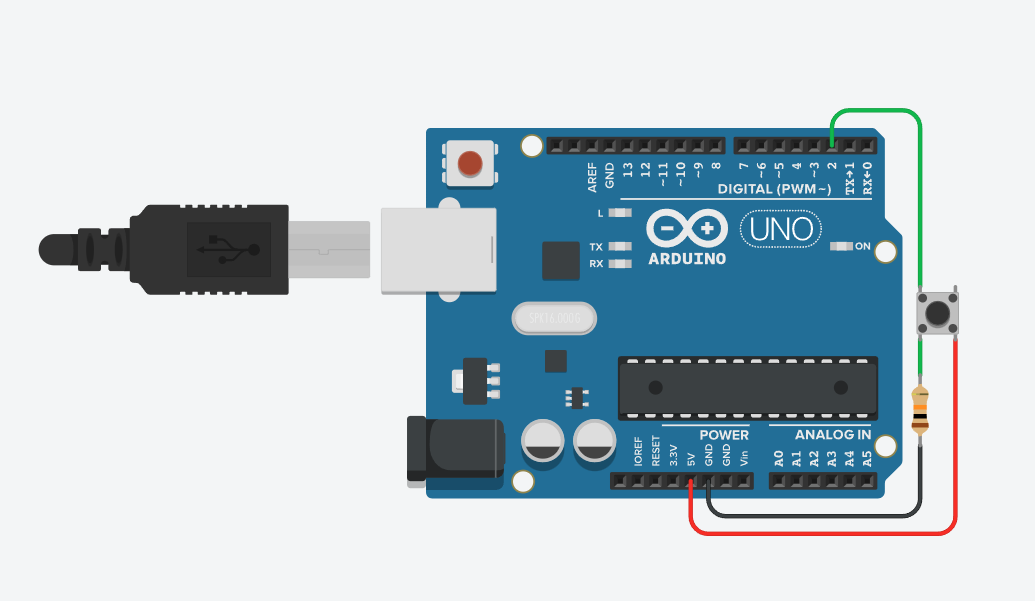 AREF
GND
13
12
~11
~10
~9
8
7
~6
~5
4
~3
2
TX→1
RX←0
DIGITAL (PWM~)
L
TX
RX
UNO
ARDUINO
ON
SPK16.000G
POWER
ANALOG IN
IOREF
RESET
3.3V
5V
GND
GND
Vin
A0
A1
A2
A3
A4
A5